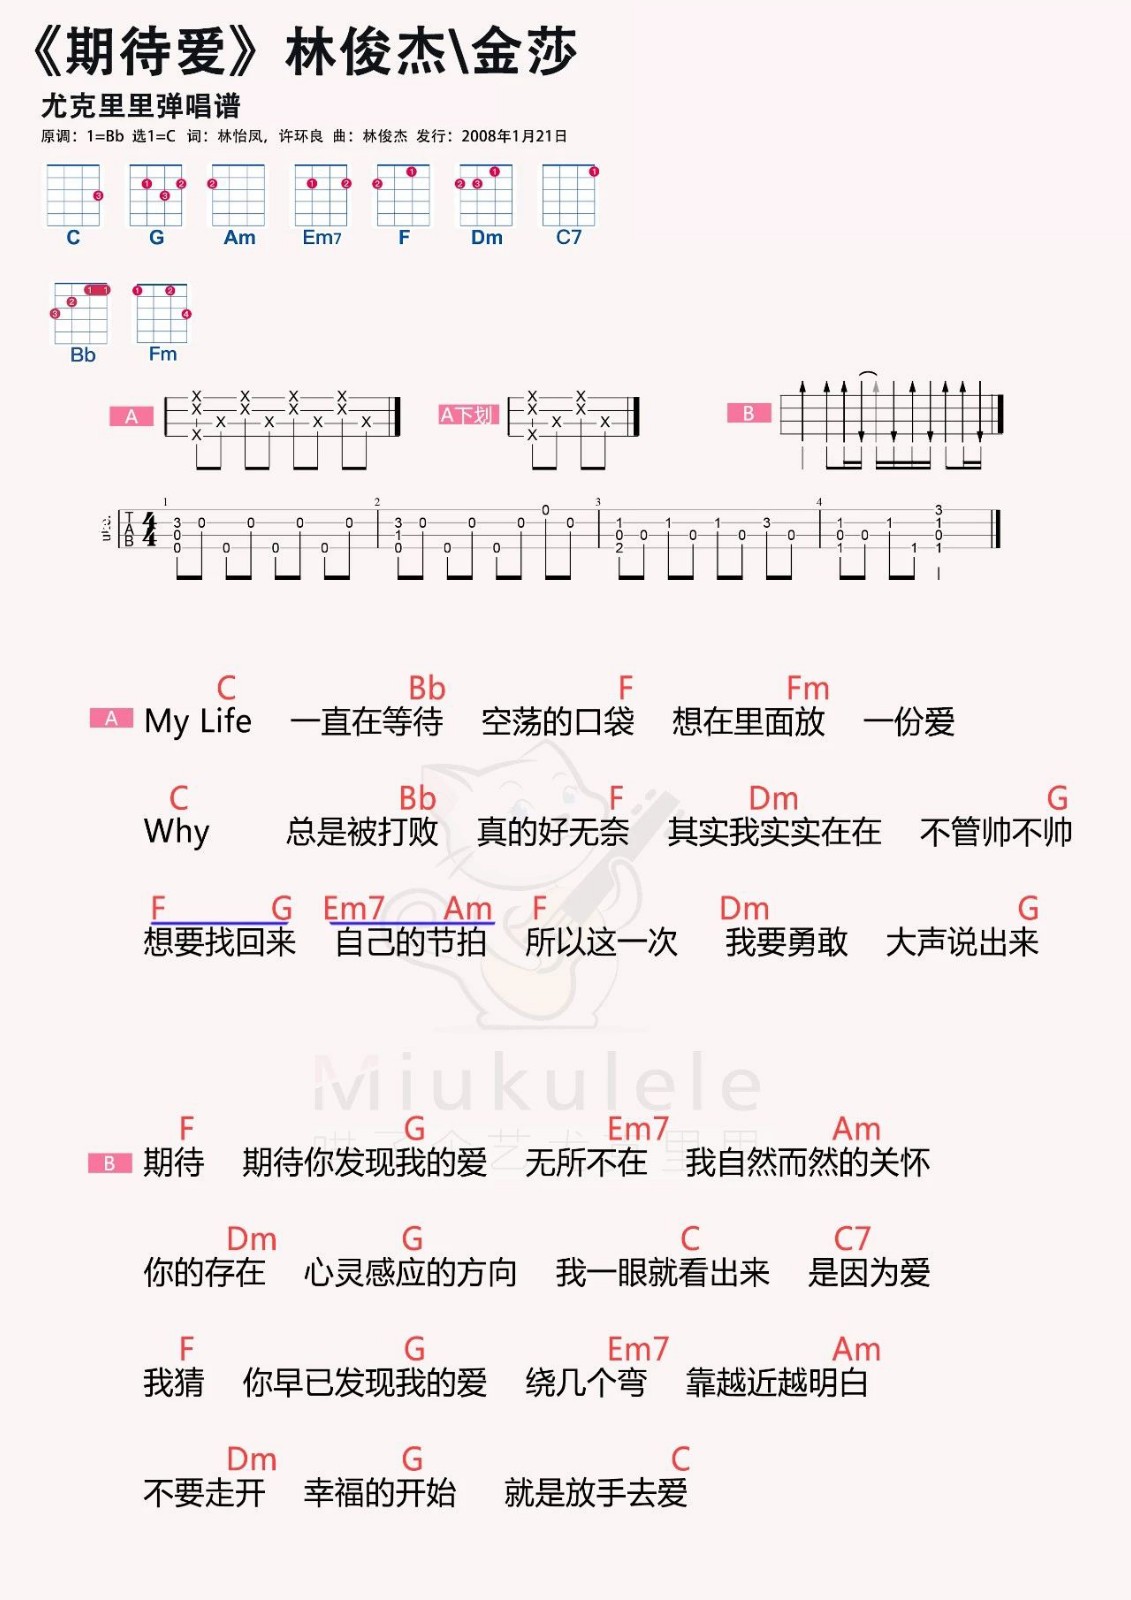 《期待爱》林俊杰\金莎
尤克里里弹唱谱
原调：1=Bb 选1=C 词：林怡凤，许环良 曲：林俊杰 发行：2008年1月21日
C G Am Em7 F Dm C7
Bb Fm
A A下划 B
1 2 3 4
C Bb F Fm
A My Life 一直在等待 空荡的口袋 想在里面放 一份爱
C Bb F Dm G
Why 总是被打败 真的好无奈 其实我实实在在 不管帅不帅
F G Em7 Am F Dm G
想要找回来 自己的节拍 所以这一次 我要勇敢 大声说出来
Miukulele
F G Em7 Am
B 期待 期待你发现我的爱 无所不在 我自然而然的关怀
Dm G C C7
你的存在 心灵感应的方向 我一眼就看出来 是因为爱
F G Em7 Am
我猜 你早已发现我的爱 绕几个弯 靠越近越明白
Dm G C
不要走开 幸福的开始 就是放手去爱